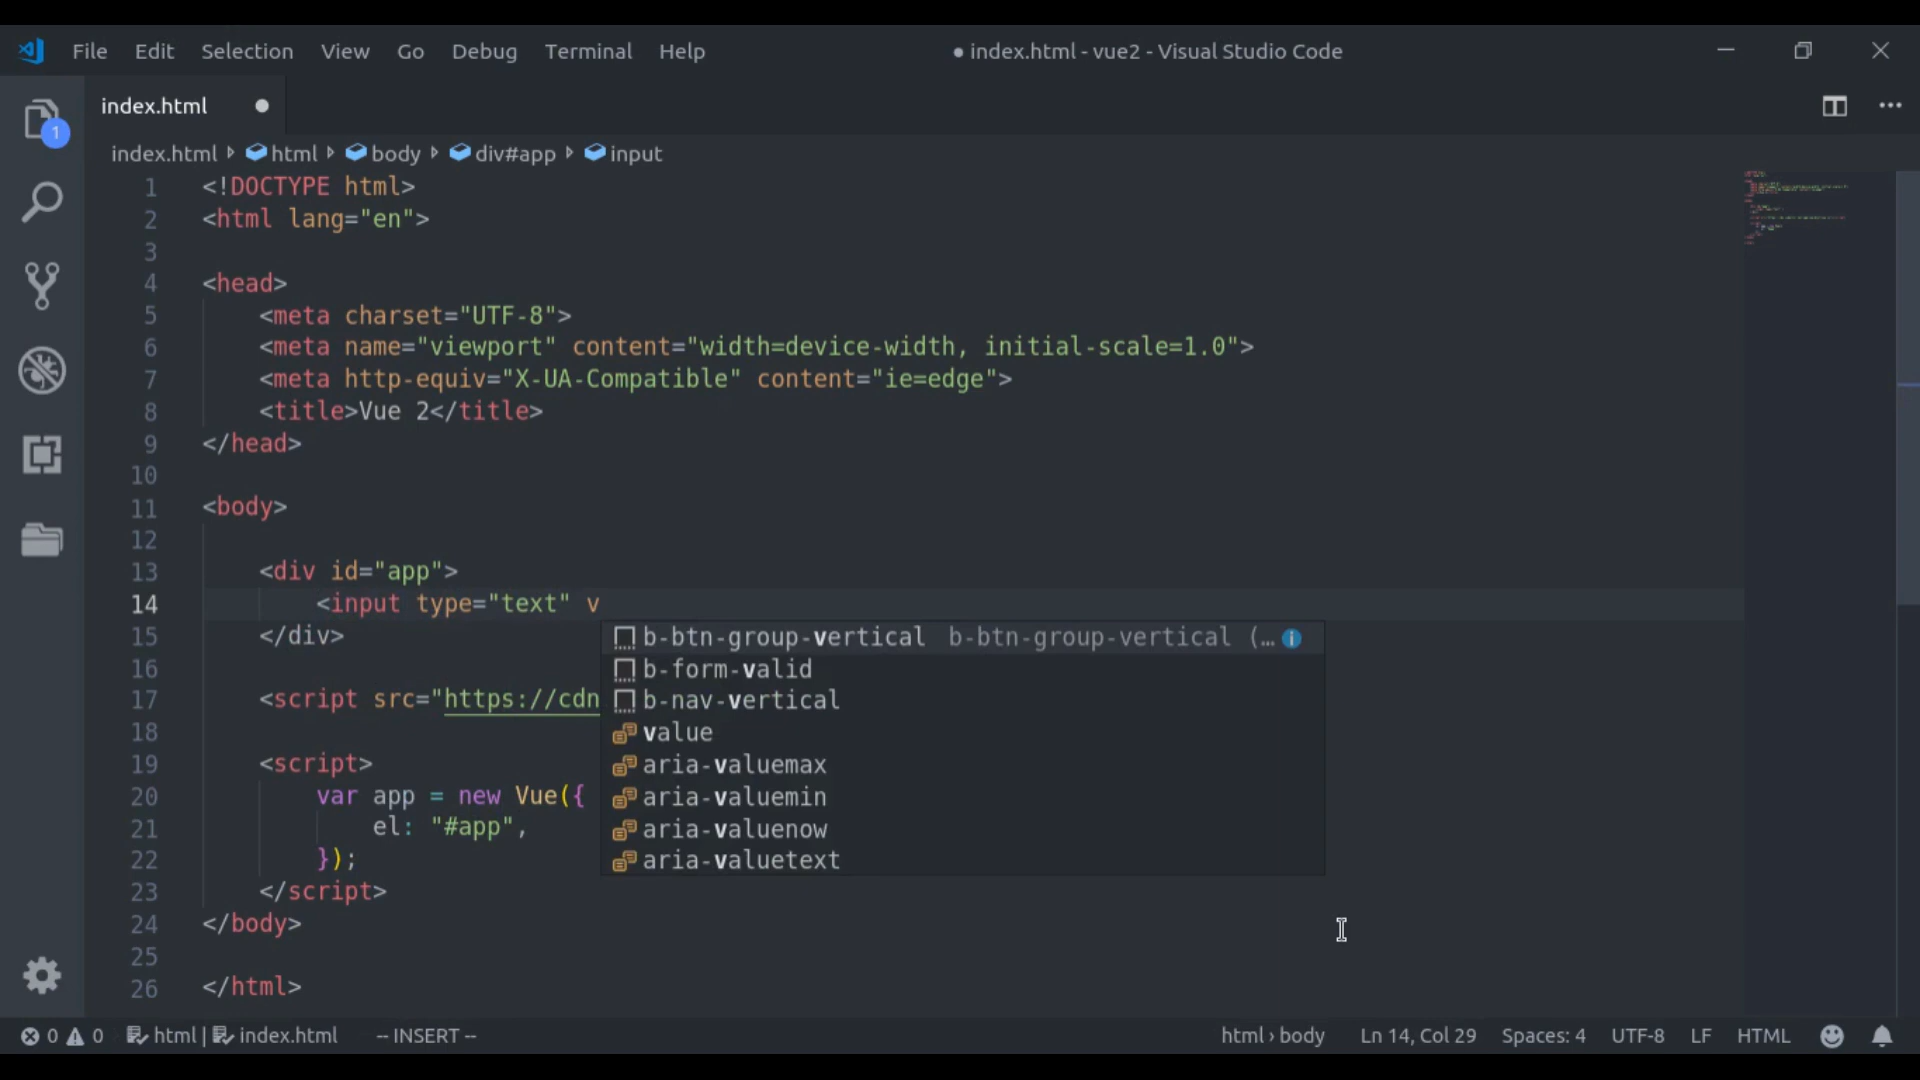 File Edit Selection View Go Debug Terminal Help ● index.html - vue2 - Visual Studio Code
index.html
1
index.html html body div#app input
1 <!DOCTYPE html>
2 <html lang="en">
3
4 <head>
5 <meta charset="UTF-8">
6 <meta name="viewport" content="width=device-width, initial-scale=1.0">
7 <meta http-equiv="X-UA-Compatible" content="ie=edge">
8 <title>Vue 2</title>
9 </head>
10
11 <body>
12
13 <div id="app">
14 <input type="text" v
15 </div>
b-btn-group-vertical b-btn-group-vertical (…
16
b-form-valid
17 <script src="https://cdn
b-nav-vertical
18
value
19 <script>
aria-valuemax
20 var app = new Vue({
aria-valuemin
21 el: "#app",
aria-valuenow
22 });
aria-valuetext
23 </script>
24 </body>
25
26 </html>
0 0 html | index.html -- INSERT -- html › body Ln 14, Col 29 Spaces: 4 UTF-8 LF HTML